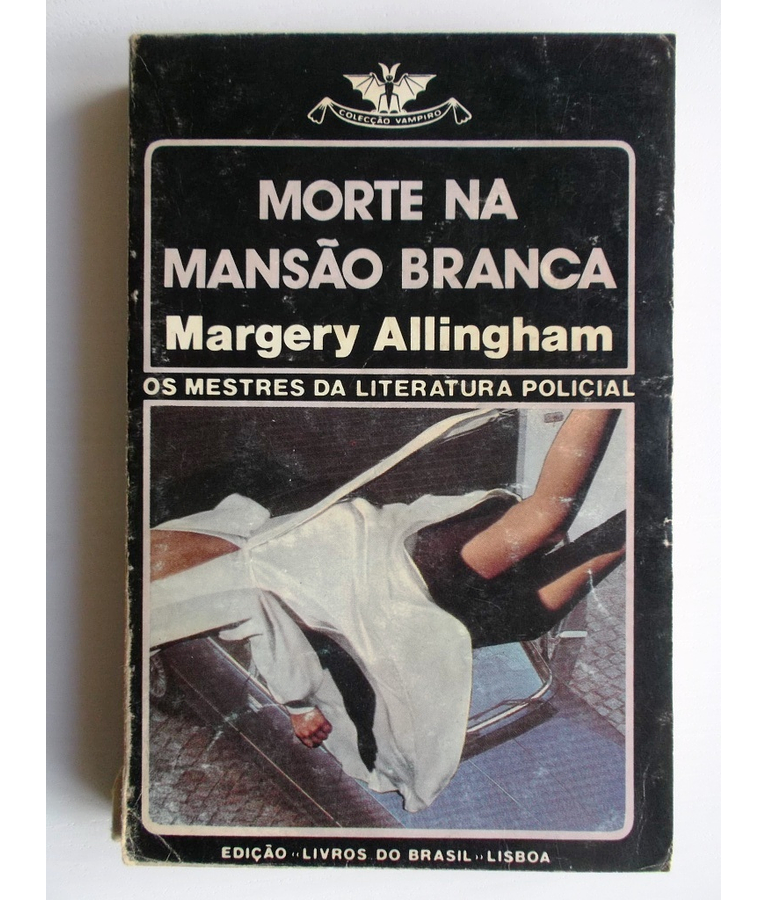 COLECÇÃO VAMPIRO
MORTE NA
MANSÃO BRANCA
Margery Allingham
OS MESTRES DA LITERATURA POLICIAL
EDIÇÃO «LIVROS DO BRASIL» LISBOA